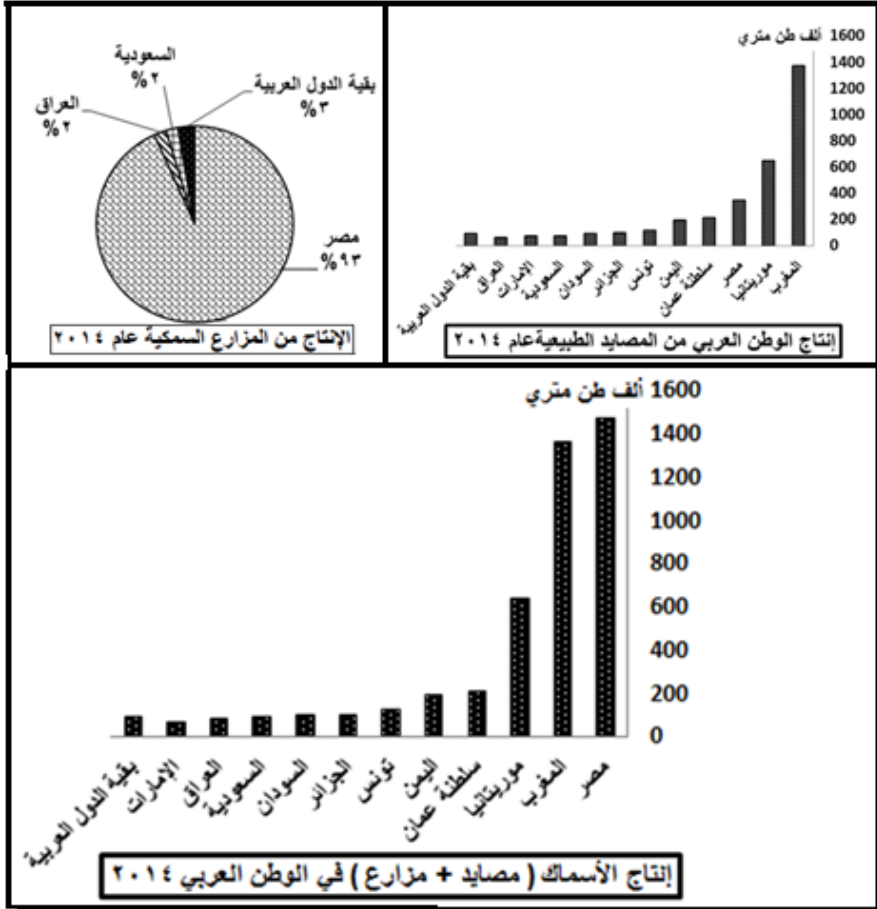 ألف طن متري
1600
1400
1200
1000
800
600
400
200
0
المغرب
موريتانيا
مصر
سلطنة عمان
اليمن
تونس
الجزائر
السودان
السعودية
الامارات
العراق
بقية الدول العربية
إنتاج الوطن العربي من المصايد الطبيعية عام ٢٠١٤
السعودية
٢%
بقية الدول العربية
٣%
العراق
٢%
مصر
٩٣%
الإنتاج من المزارع السمكية عام ٢٠١٤
ألف طن متري
1600
1400
1200
1000
800
600
400
200
0
مصر
المغرب
موريتانيا
سلطنة عمان
اليمن
تونس
الجزائر
السودان
السعودية
العراق
الإمارات
بقية الدول العربية
إنتاج الأسماك ( مصايد + مزارع ) في الوطن العربي ٢٠١٤